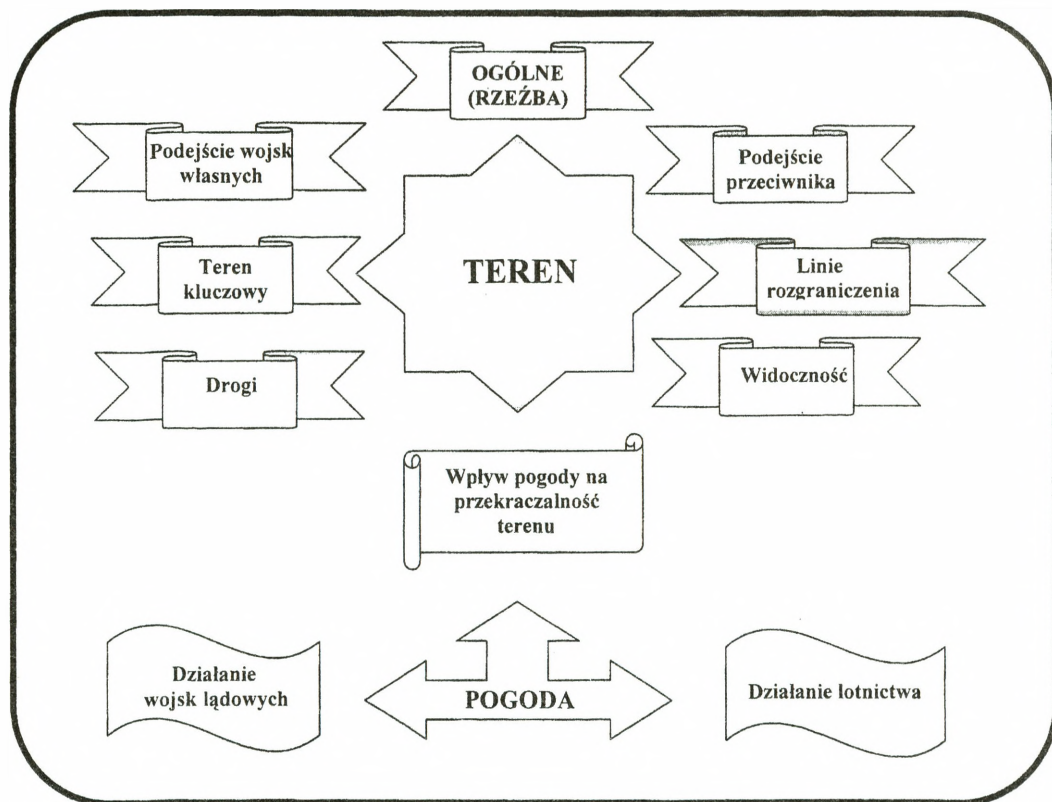 OGÓLNE
(RZEŹBA)
Podejście wojsk
własnych
Podejście
przeciwnika
Teren
kluczowy
TEREN
Linie
rozgraniczenia
Drogi
Widoczność
Wpływ pogody na
przekraczalność
terenu
Działanie
wojsk lądowych
POGODA
Działanie lotnictwa